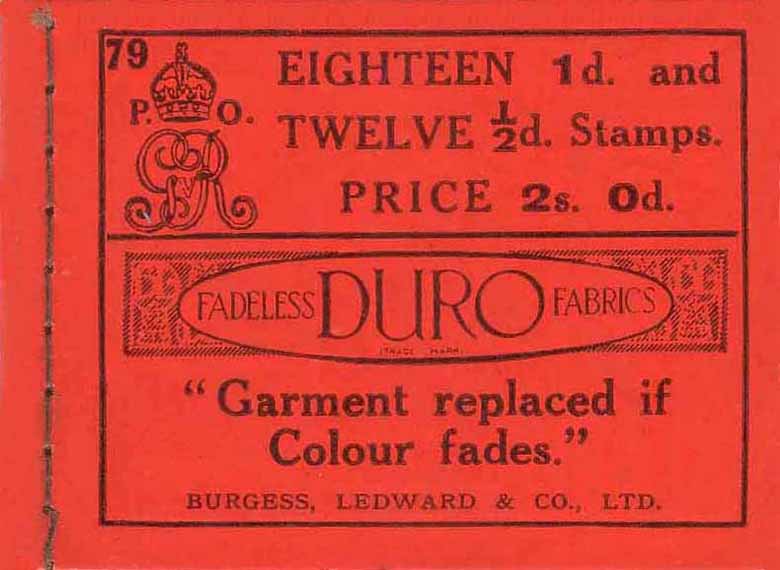 79
P. O.
GvR
EIGHTEEN 1d. and
TWELVE ½d. Stamps.
PRICE 2s. 0d.
FADELESS DURO FABRICS
(TRADE MARK)
“Garment replaced if
Colour fades.”
BURGESS, LEDWARD & CO., LTD.